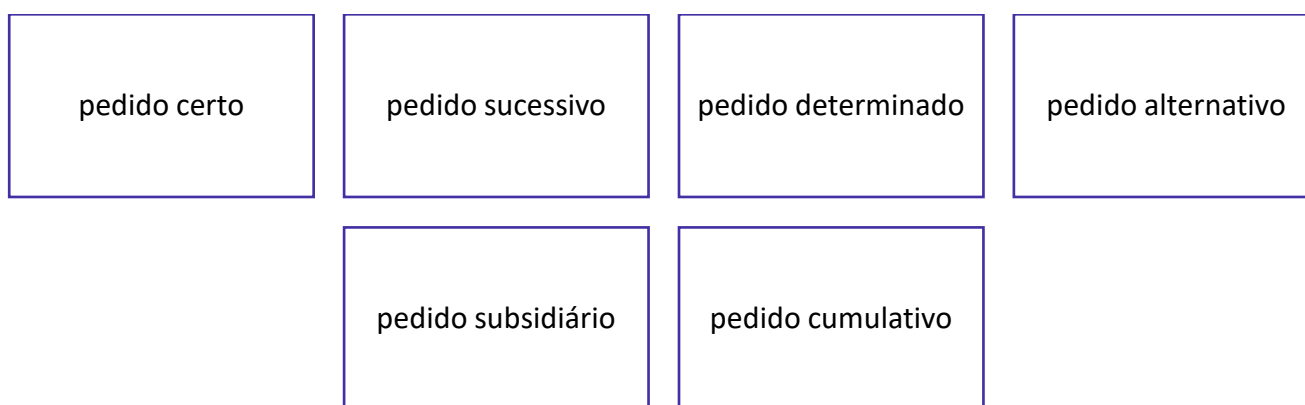 pedido certo
pedido sucessivo
pedido determinado
pedido alternativo
pedido subsidiário
pedido cumulativo